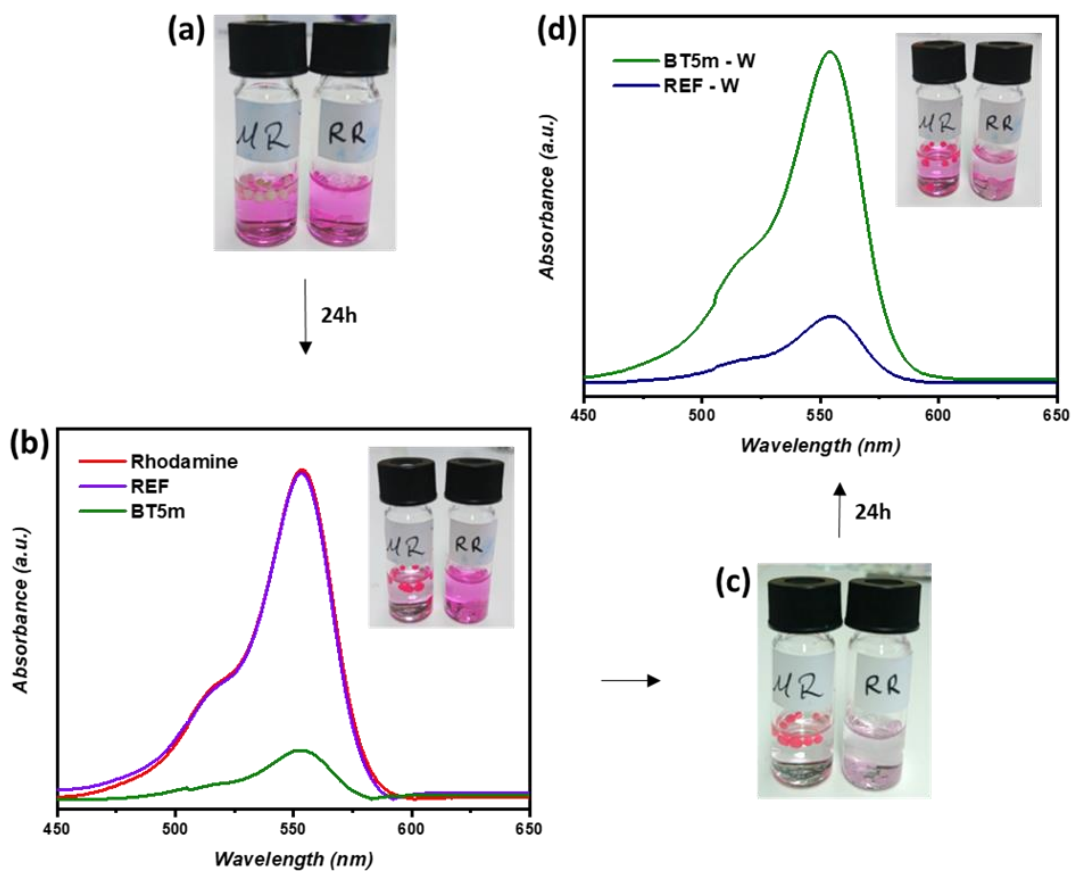 (a)
MR RR
24h
(b)
Rhodamine
REF
BT5m
MR RR
Absorbance (a.u.)
450 500 550 600 650
Wavelength (nm)
(c)
MR RR
24h
(d)
BT5m - W
REF - W
MR RR
Absorbance (a.u.)
450 500 550 600 650
Wavelength (nm)